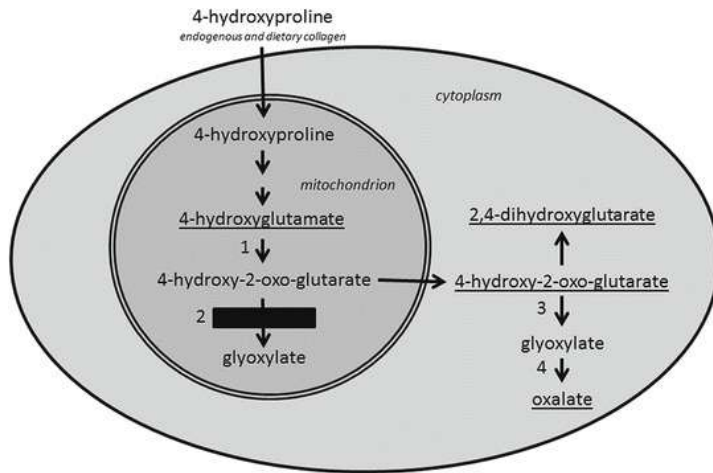 4-hydroxyproline
endogenous and dietary collagen
cytoplasm
4-hydroxyproline
mitochondrion
4-hydroxyglutamate
2,4-dihydroxyglutarate
1
4-hydroxy-2-oxo-glutarate
4-hydroxy-2-oxo-glutarate
2
3
glyoxylate
glyoxylate
4
oxalate